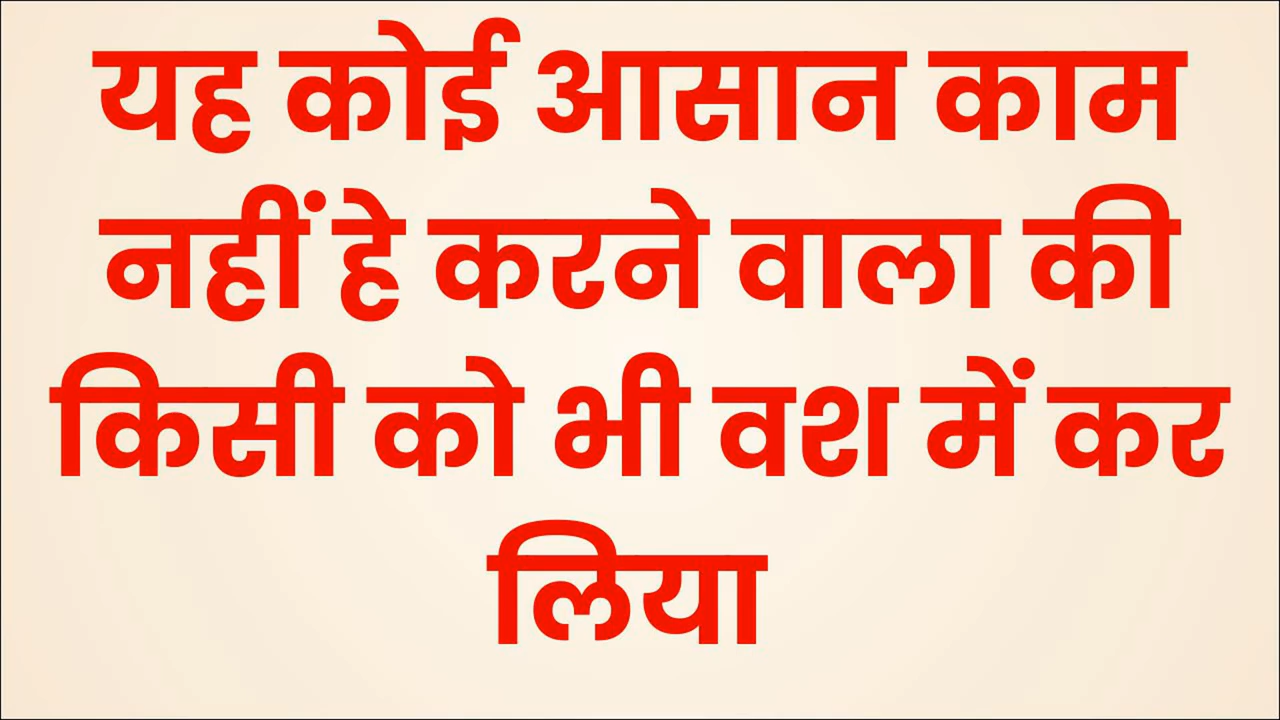 यह कोई आसान काम
नहीं हे करने वाला की
किसी को भी वश में कर
लिया